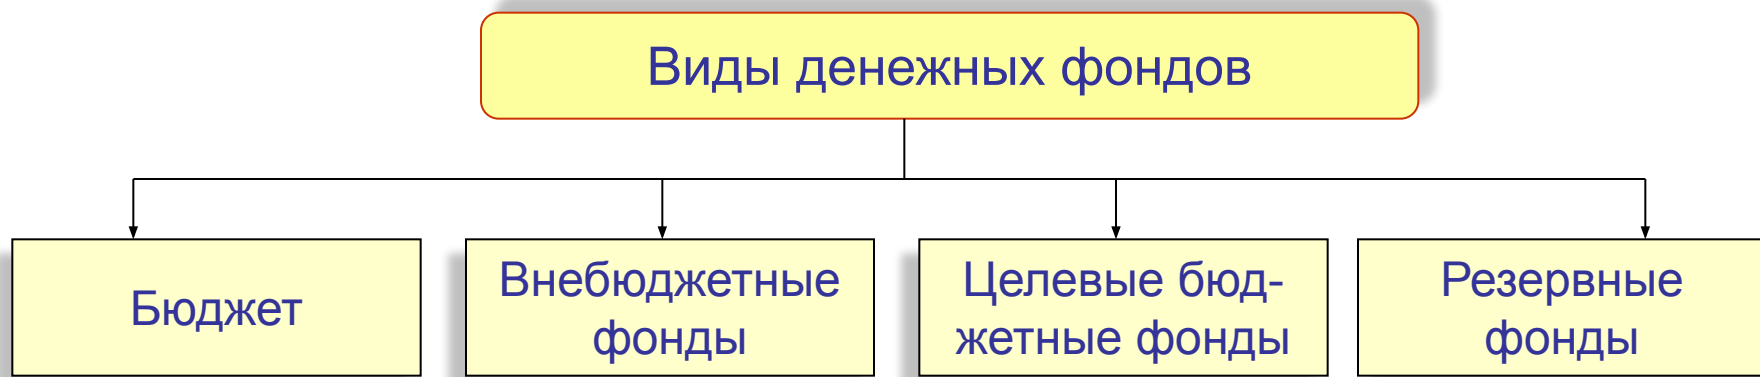 Виды денежных фондов
Бюджет
Внебюджетные
фонды
Целевые бюд-
жетные фонды
Резервные
фонды